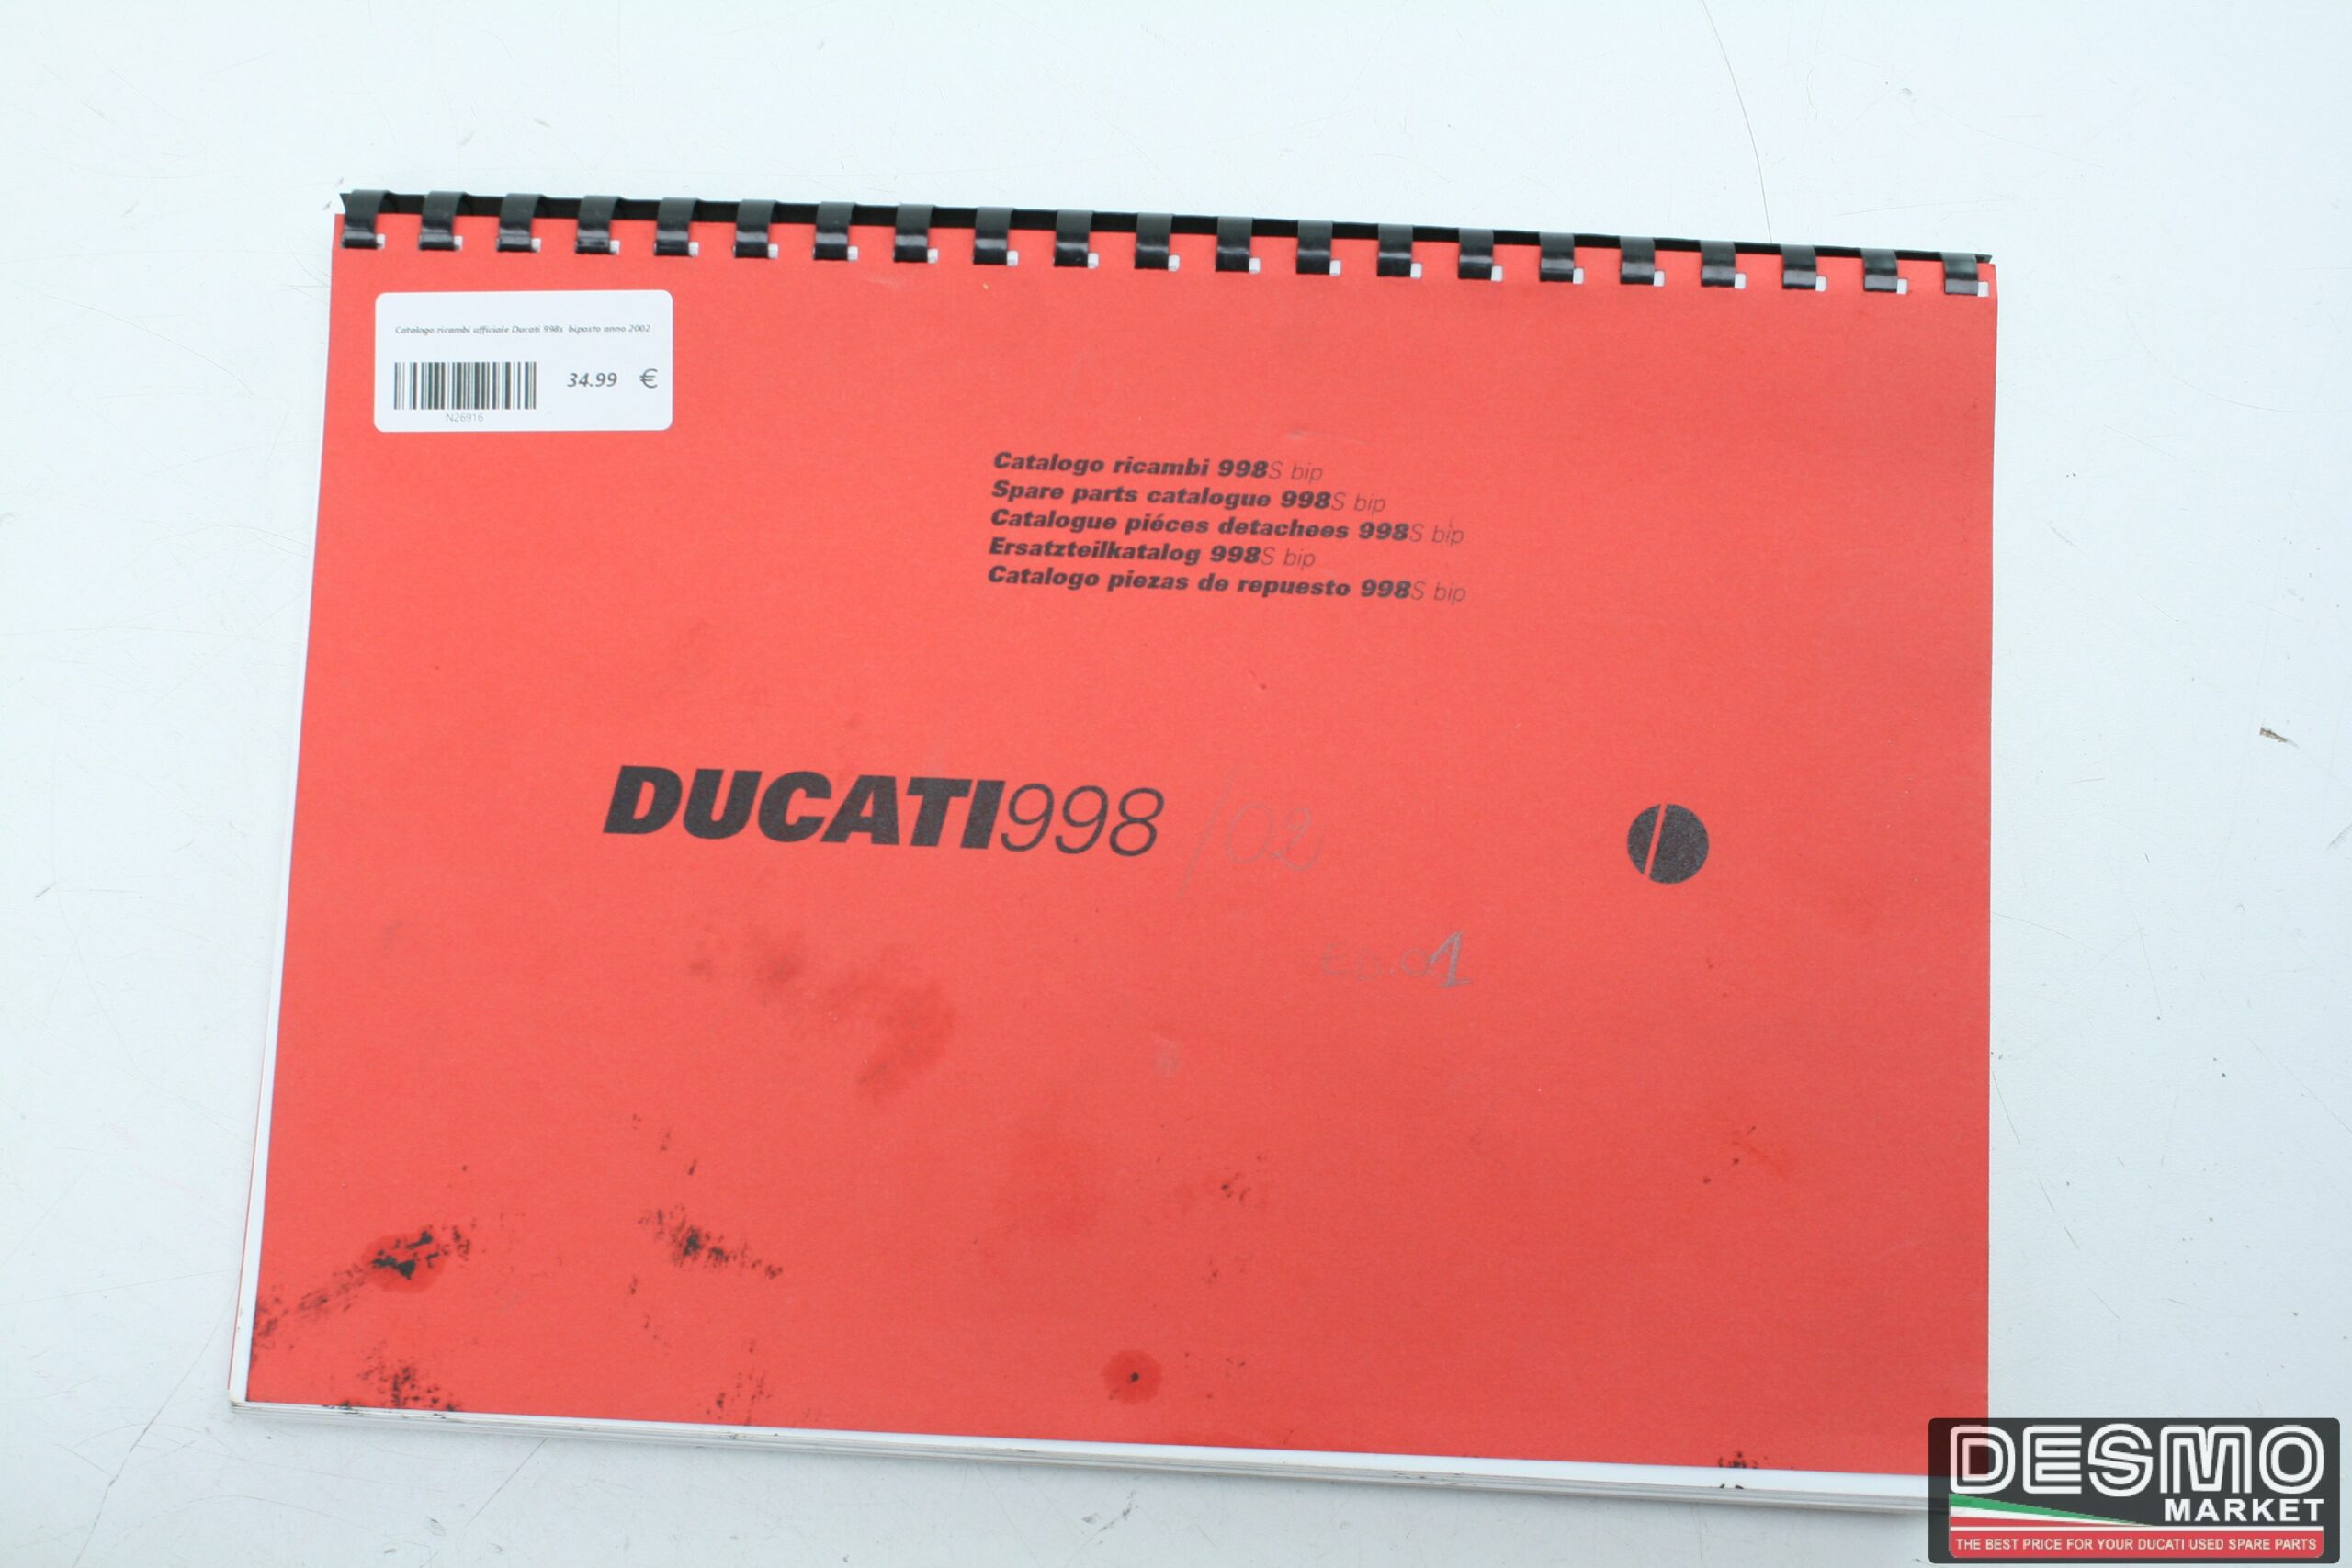 Catalogo ricambi ufficiale Ducati 998s biposto anno 2002
34.99 €
N26916
Catalogo ricambi 998S bip
Spare parts catalogue 998S bip
Catalogue piéces detachees 998S bip
Ersatzteilkatalog 998S bip
Catalogo piezas de repuesto 998S bip
DUCATI998 /02
ED.01
DESMO
MARKET
THE BEST PRICE FOR YOUR DUCATI USED SPARE PARTS